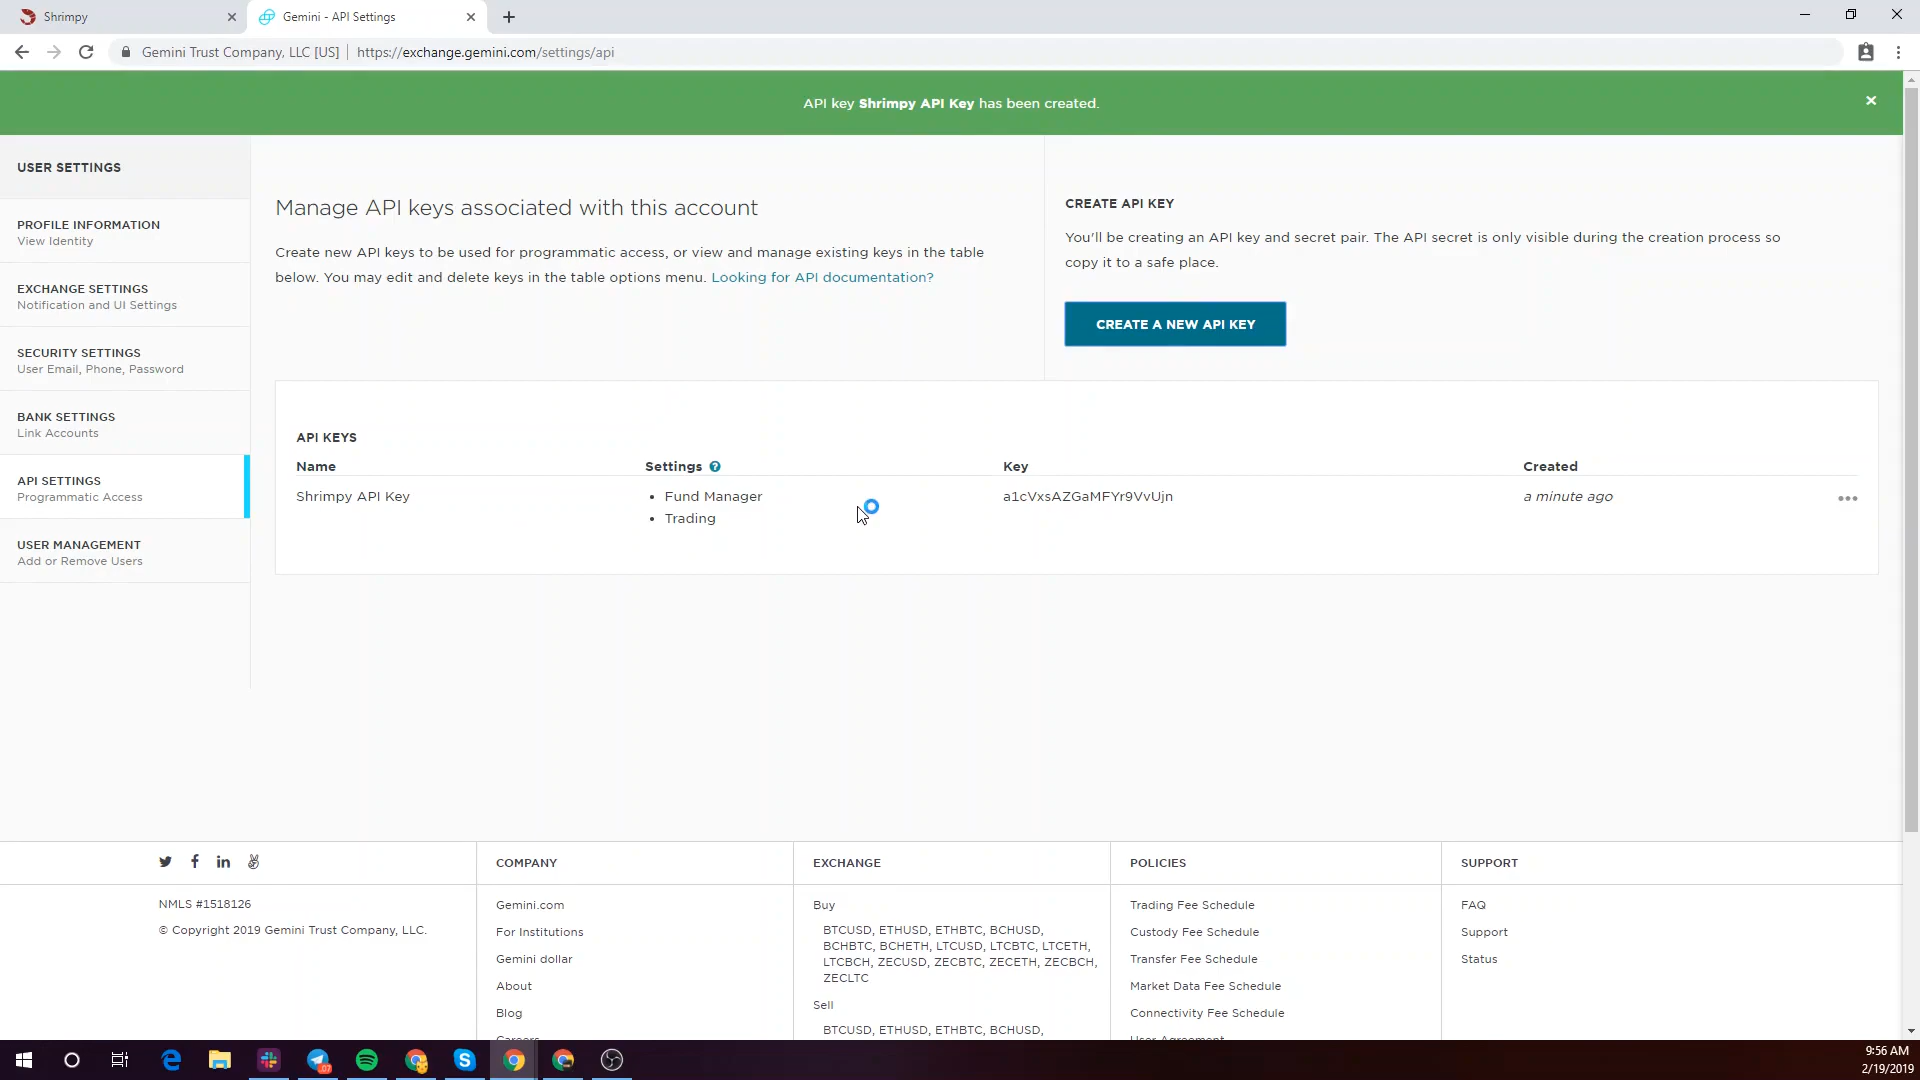 Shrimpy
Gemini - API Settings
Gemini Trust Company, LLC [US] | https://exchange.gemini.com/settings/api
API key Shrimpy API Key has been created.
USER SETTINGS
PROFILE INFORMATION
View Identity
EXCHANGE SETTINGS
Notification and UI Settings
SECURITY SETTINGS
User Email, Phone, Password
BANK SETTINGS
Link Accounts
API SETTINGS
Programmatic Access
USER MANAGEMENT
Add or Remove Users
Manage API keys associated with this account
Create new API keys to be used for programmatic access, or view and manage existing keys in the table
below. You may edit and delete keys in the table options menu. Looking for API documentation?
CREATE API KEY
You'll be creating an API key and secret pair. The API secret is only visible during the creation process so
copy it to a safe place.
CREATE A NEW API KEY
API KEYS
Name Settings ? Key Created
Shrimpy API Key • Fund Manager a1cVxsAZGaMFYr9VvUjn a minute ago
• Trading
NMLS #1518126
© Copyright 2019 Gemini Trust Company, LLC.
COMPANY
Gemini.com
For Institutions
Gemini dollar
About
Blog
Careers
EXCHANGE
Buy
BTCUSD, ETHUSD, ETHBTC, BCHUSD,
BCHBTC, BCHETH, LTCUSD, LTCBTC, LTCETH,
LTCBCH, ZECUSD, ZECBTC, ZECETH, ZECBCH,
ZECLTC
Sell
BTCUSD, ETHUSD, ETHBTC, BCHUSD,
POLICIES
Trading Fee Schedule
Custody Fee Schedule
Transfer Fee Schedule
Market Data Fee Schedule
Connectivity Fee Schedule
User Agreement
SUPPORT
FAQ
Support
Status
9:56 AM
2/19/2019